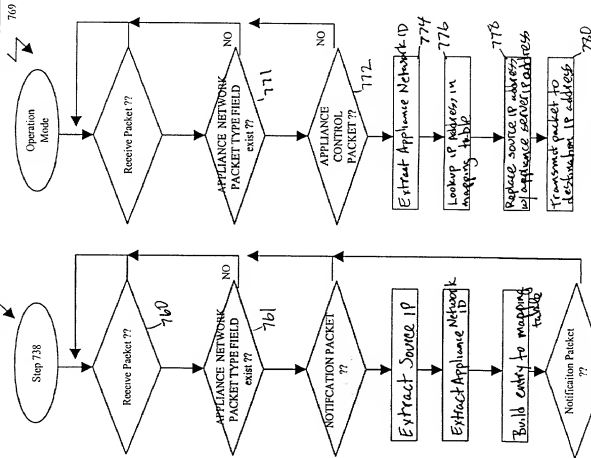 769
Operation
Mode
Receive Packet ??
NO
APPLIANCE NETWORK
PACKET TYPE FIELD
exist ??
771
NO
APPLIANCE
CONTROL
PACKET ??
772
Extract Appliance Network ID
774
Lookup IP Address in
mapping table
776
Replace source IP address
w/ appliance server IP address
778
Transmit packet to
destination IP address
780
Step 738
Receive Packet ??
760
NO
APPLIANCE NETWORK
PACKET TYPE FIELD
exist ??
761
NOTIFCATION PACKET
??
Extract Source IP
Extract Appliance Network
ID
Build entry to mapping
table
Notification Patcket
??